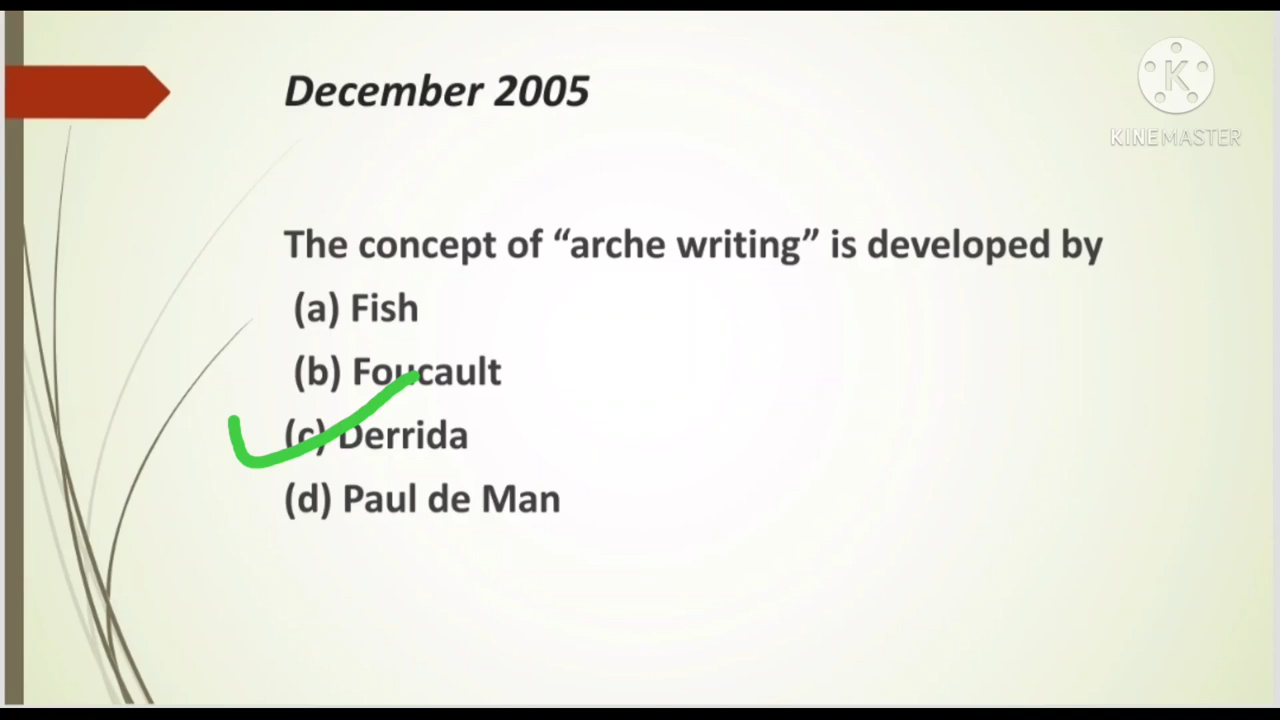 December 2005
K
KINEMASTER
The concept of “arche writing” is developed by
(a) Fish
(b) Foucault
(c) Derrida
(d) Paul de Man